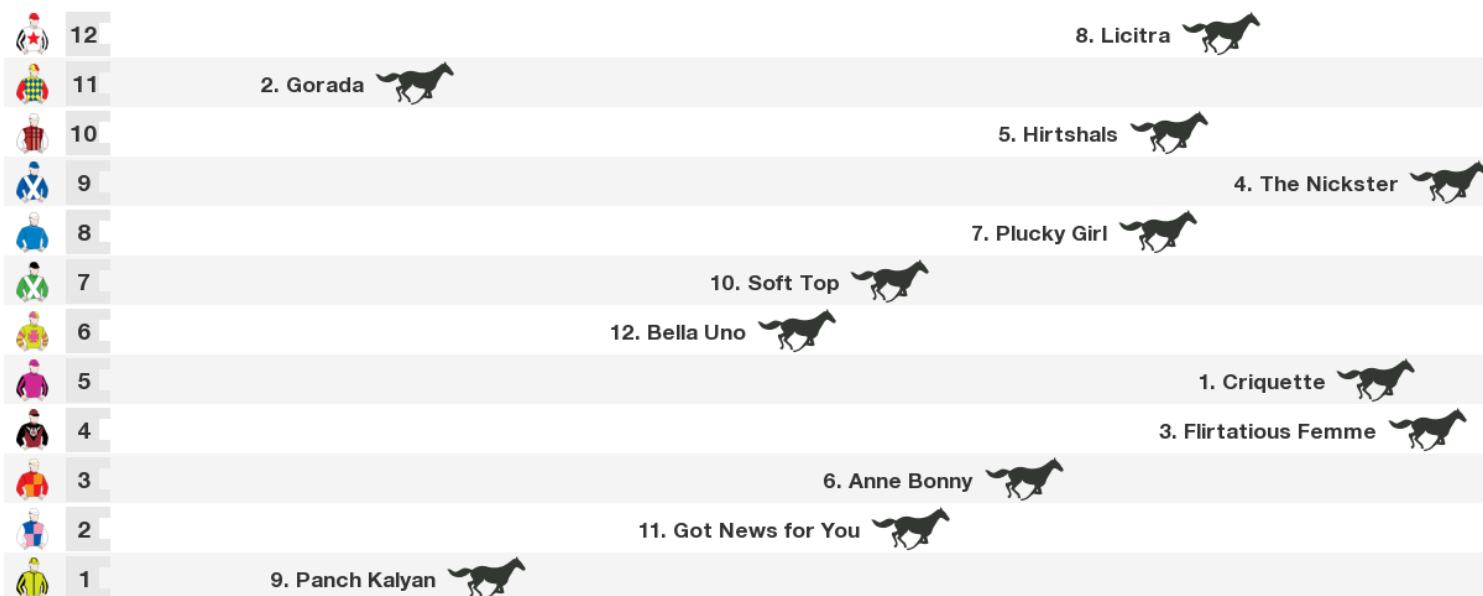 12 8. Licitra
11 2. Gorada
10 5. Hirtshals
9 4. The Nickster
8 7. Plucky Girl
7 10. Soft Top
6 12. Bella Uno
5 1. Criquette
4 3. Flirtatious Femme
3 6. Anne Bonny
2 11. Got News for You
1 9. Panch Kalyan